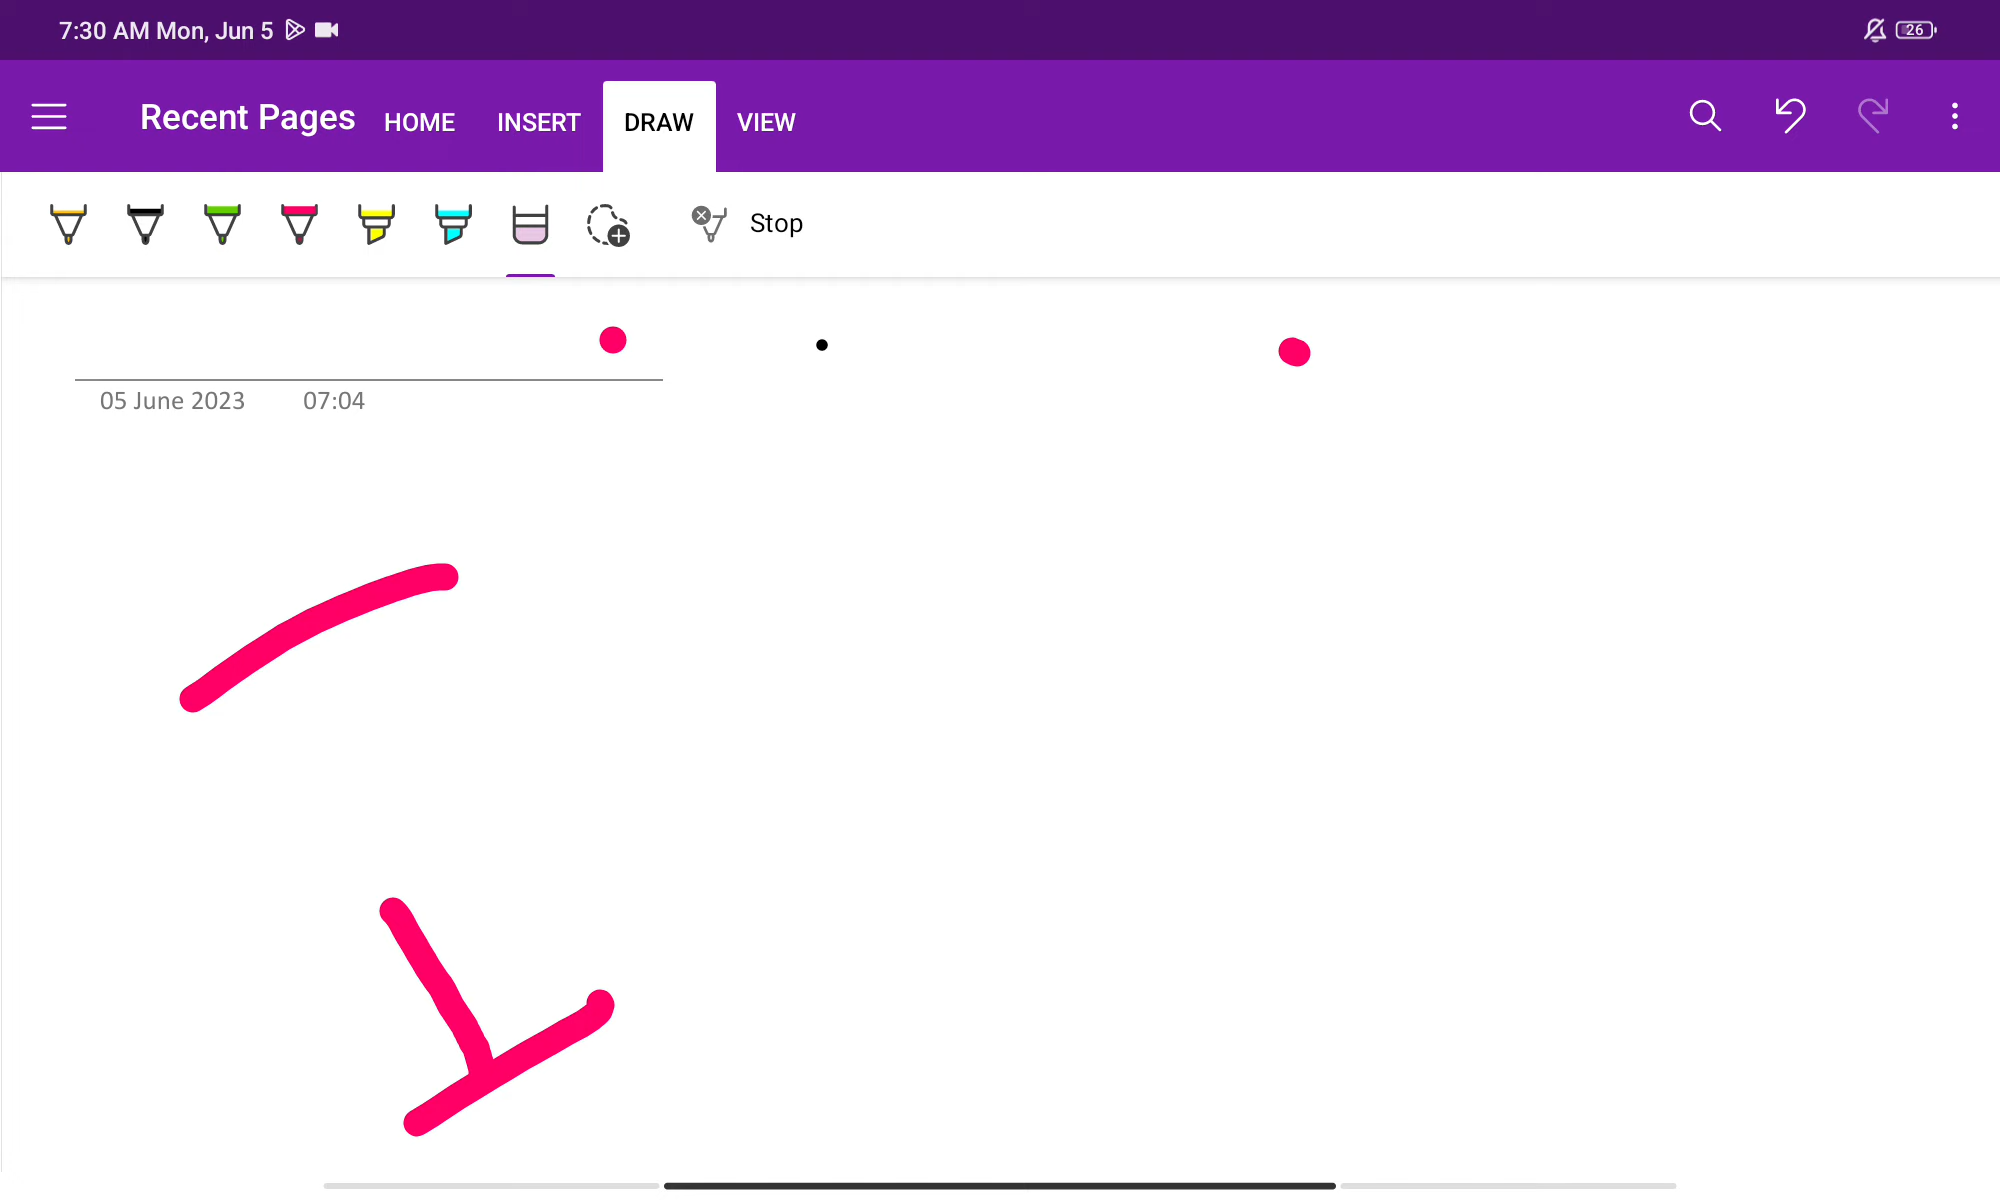 7:30 AM Mon, Jun 5
26
Recent Pages HOME INSERT DRAW VIEW
Stop
05 June 2023 07:04